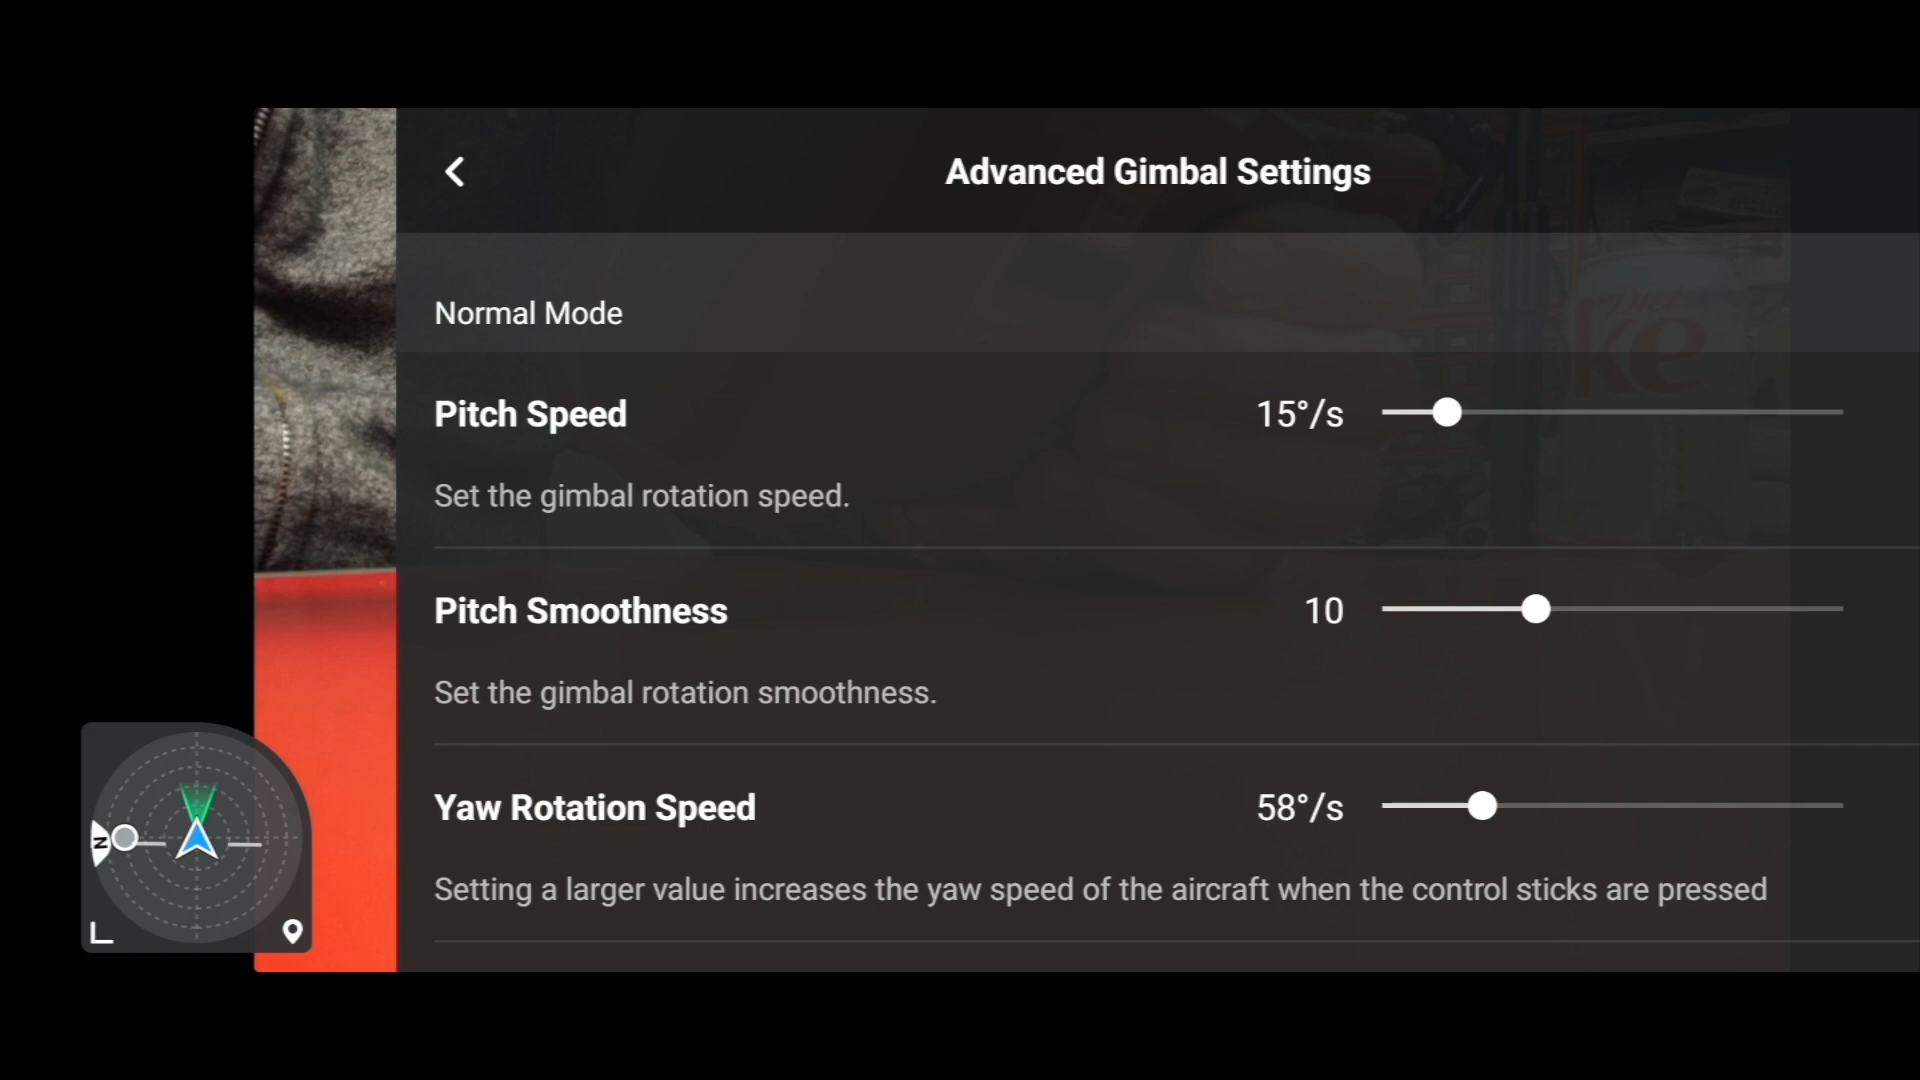 Advanced Gimbal Settings
Normal Mode
Pitch Speed 15°/s
Set the gimbal rotation speed.
Pitch Smoothness 10
Set the gimbal rotation smoothness.
Yaw Rotation Speed 58°/s
Setting a larger value increases the yaw speed of the aircraft when the control sticks are pressed
N
ke